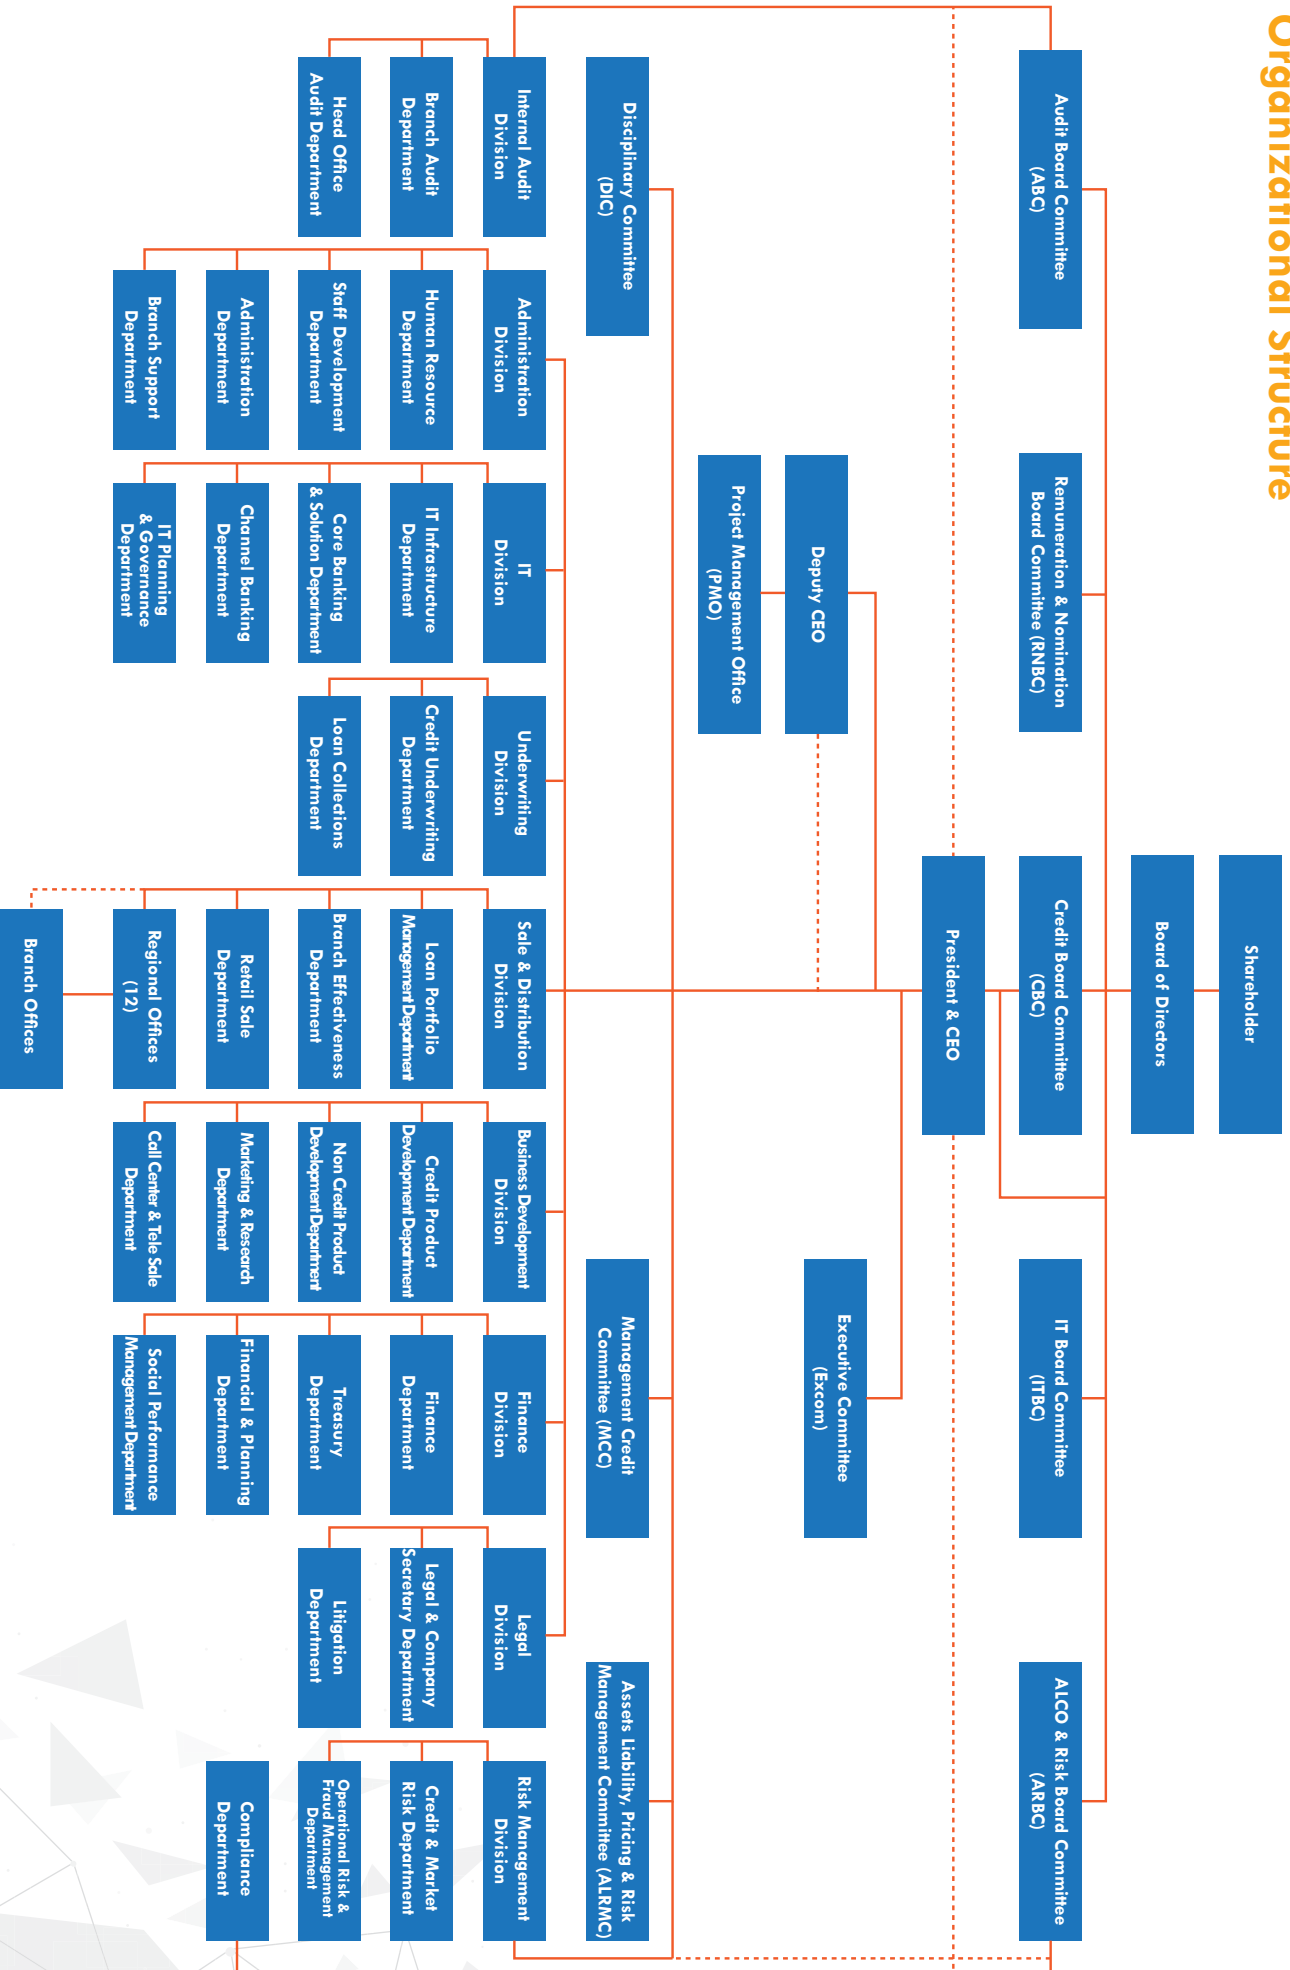 Organizational Structure
Shareholder
Board of Directors
Audit Board Committee
(ABC)
Remuneration & Nomination
Board Committee (RNBC)
Credit Board Committee
(CBC)
IT Board Committee
(ITBC)
ALCO & Risk Board Committee
(ARBC)
President & CEO
Executive Committee
(Excom)
Deputy CEO
Project Management Office
(PMO)
Disciplinary Committee
(DIC)
Management Credit
Committee (MCC)
Assets Liability, Pricing & Risk
Management Committee (ALRMC)
Internal Audit
Division
Branch Audit
Department
Head Office
Audit Department
Administration
Division
Human Resource
Department
Staff Development
Department
Administration
Department
Branch Support
Department
IT
Division
IT Infrastructure
Department
Core Banking
& Solution Department
Channel Banking
Department
IT Planning
& Governance
Department
Underwriting
Division
Credit Underwriting
Department
Loan Collections
Department
Sale & Distribution
Division
Loan Portfolio
Management Department
Branch Effectiveness
Department
Retail Sale
Department
Regional Offices
(12)
Branch Offices
Business Development
Division
Credit Product
Development Department
Non Credit Product
Development Department
Marketing & Research
Department
Call Center & Tele Sale
Department
Finance
Division
Finance
Department
Treasury
Department
Financial & Planning
Department
Social Performance
Management Department
Legal
Division
Legal & Company
Secretary Department
Litigation
Department
Risk Management
Division
Credit & Market
Risk Department
Operational Risk &
Fraud Management
Department
Compliance
Department